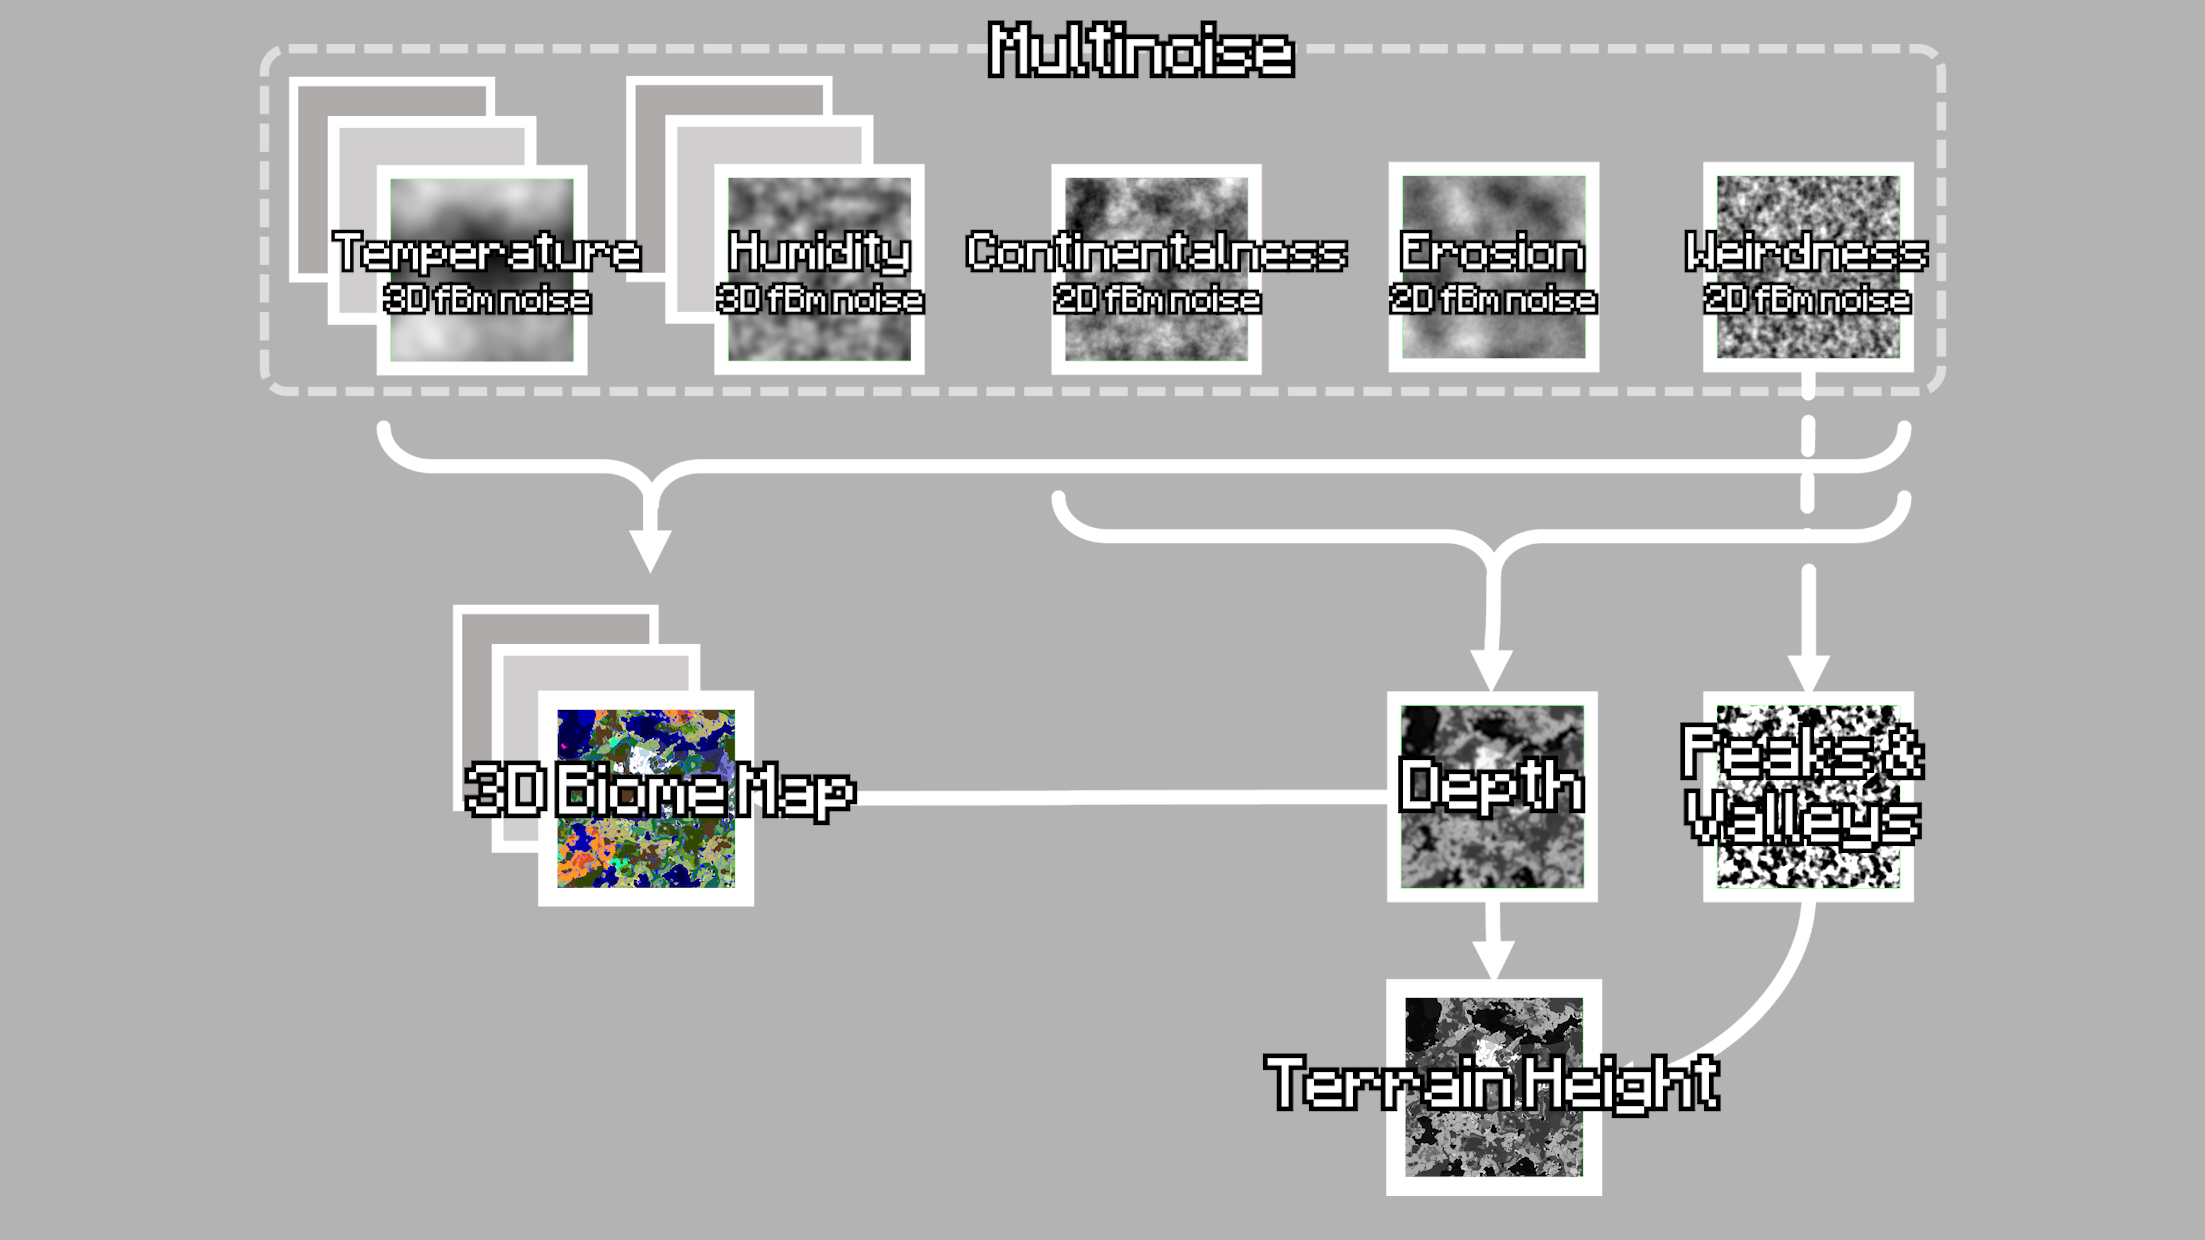 Multinoise
Temperature
3D fBm noise
Humidity
3D fBm noise
Continentalness
2D fBm noise
Erosion
2D fBm noise
Weirdness
2D fBm noise
3D Biome Map
Depth
Peaks &
Valleys
Terrain Height